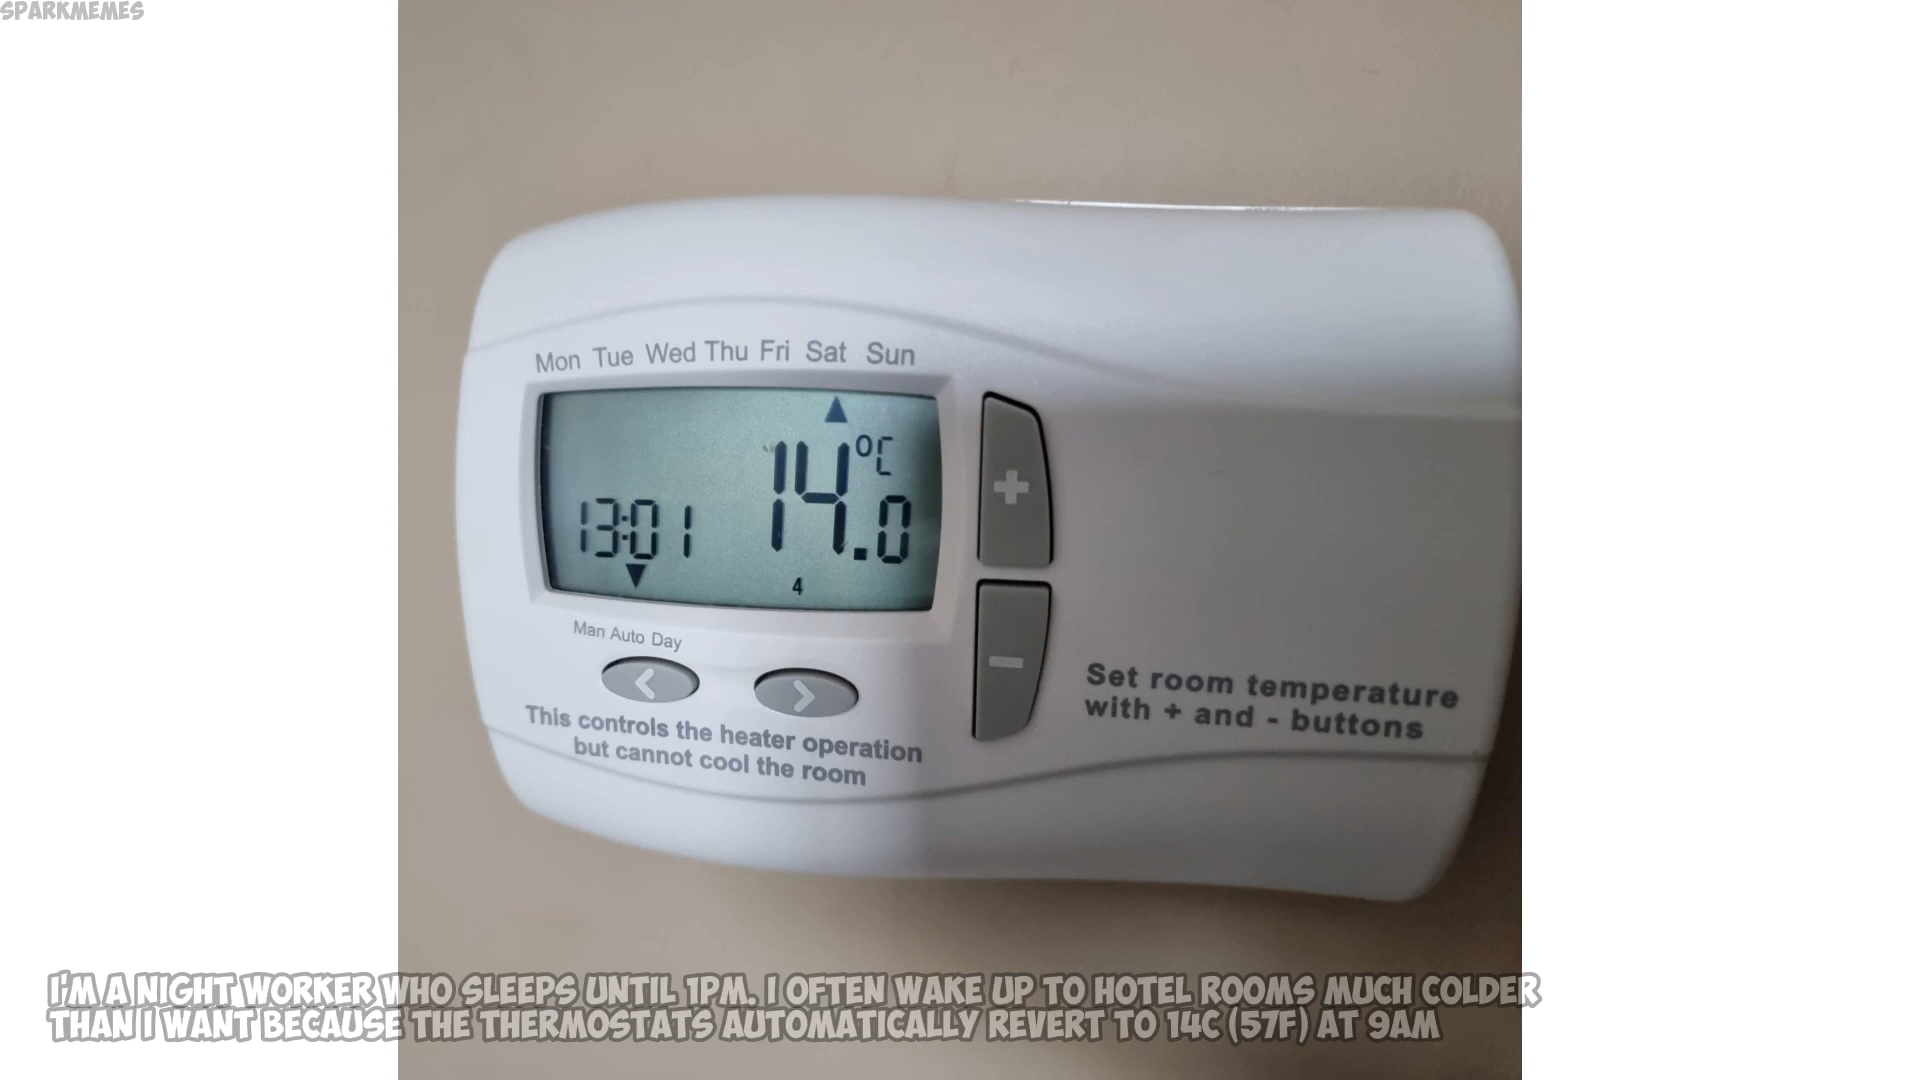 SPARKMEMES
Mon Tue Wed Thu Fri Sat Sun
14.0 °C
13:01
4
Man Auto Day
This controls the heater operation
but cannot cool the room
Set room temperature
with + and - buttons
I'M A NIGHT WORKER WHO SLEEPS UNTIL 1PM. I OFTEN WAKE UP TO HOTEL ROOMS MUCH COLDER
THAN I WANT BECAUSE THE THERMOSTATS AUTOMATICALLY REVERT TO 14C (57F) AT 9AM